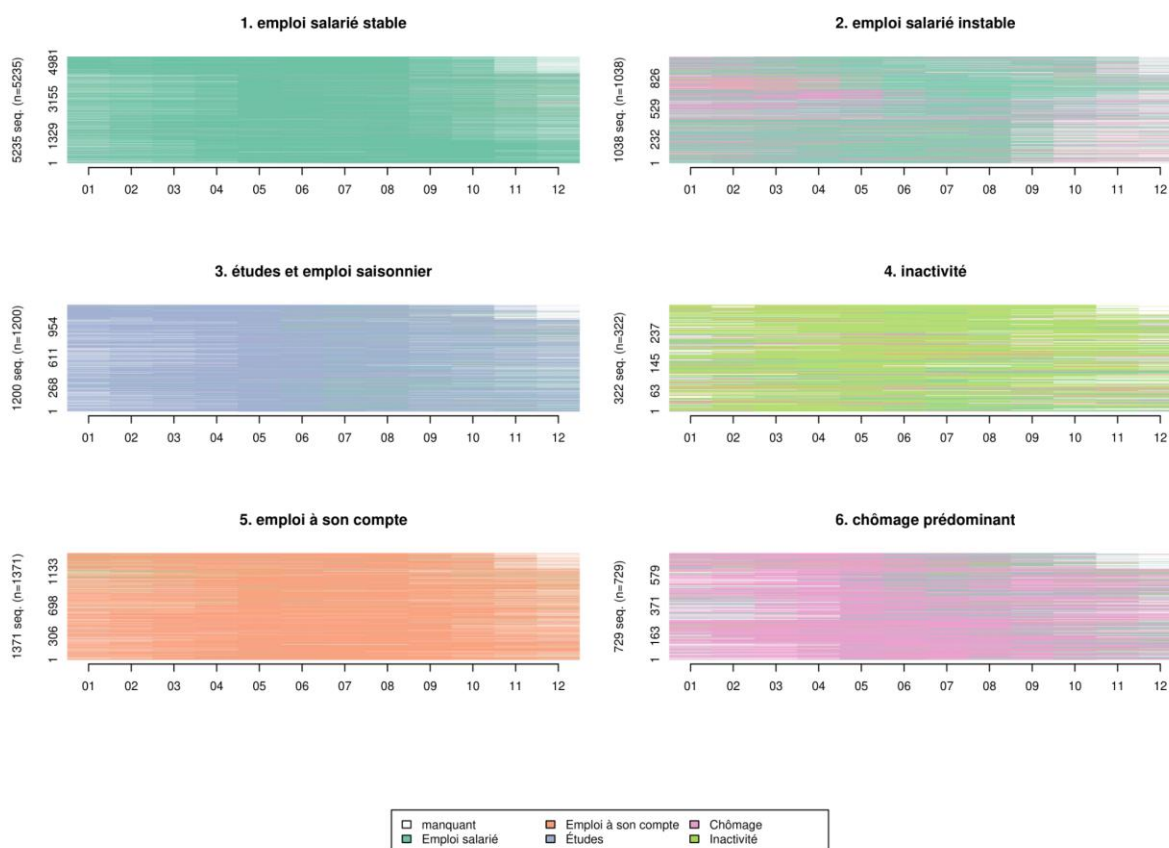 1. emploi salarié stable
5235 seq. (n=5235)
1 1329 3155 4981
01 02 03 04 05 06 07 08 09 10 11 12
2. emploi salarié instable
1038 seq. (n=1038)
1 232 529 826
01 02 03 04 05 06 07 08 09 10 11 12
3. études et emploi saisonnier
1200 seq. (n=1200)
1 268 611 954
01 02 03 04 05 06 07 08 09 10 11 12
4. inactivité
322 seq. (n=322)
1 63 145 237
01 02 03 04 05 06 07 08 09 10 11 12
5. emploi à son compte
1371 seq. (n=1371)
1 306 698 1133
01 02 03 04 05 06 07 08 09 10 11 12
6. chômage prédominant
729 seq. (n=729)
1 163 371 579
01 02 03 04 05 06 07 08 09 10 11 12
manquant Emploi à son compte Chômage
Emploi salarié Études Inactivité